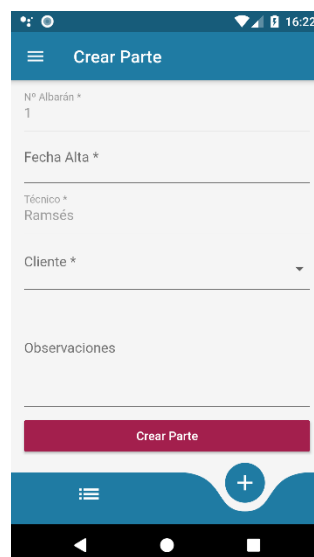 16:22
Crear Parte
Nº Albarán *
1
Fecha Alta *
Técnico *
Ramsés
Cliente *
Observaciones
Crear Parte